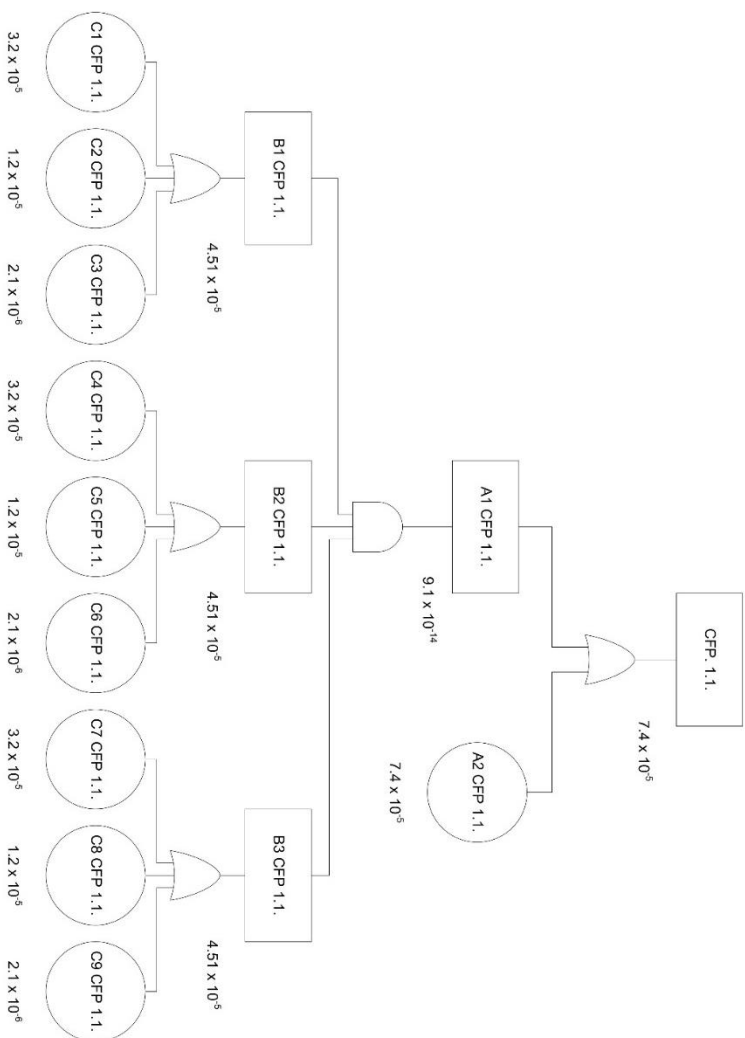 CFP. 1.1.
7.4 x 10⁻⁵
A1 CFP 1.1.
A2 CFP 1.1.
9.1 x 10⁻¹⁴
7.4 x 10⁻⁵
B1 CFP 1.1.
B2 CFP 1.1.
B3 CFP 1.1.
4.51 x 10⁻⁵
4.51 x 10⁻⁵
4.51 x 10⁻⁵
C1 CFP 1.1.
C2 CFP 1.1.
C3 CFP 1.1.
C4 CFP 1.1.
C5 CFP 1.1.
C6 CFP 1.1.
C7 CFP 1.1.
C8 CFP 1.1.
C9 CFP 1.1.
3.2 x 10⁻⁵
1.2 x 10⁻⁵
2.1 x 10⁻⁶
3.2 x 10⁻⁵
1.2 x 10⁻⁵
2.1 x 10⁻⁶
3.2 x 10⁻⁵
1.2 x 10⁻⁵
2.1 x 10⁻⁶